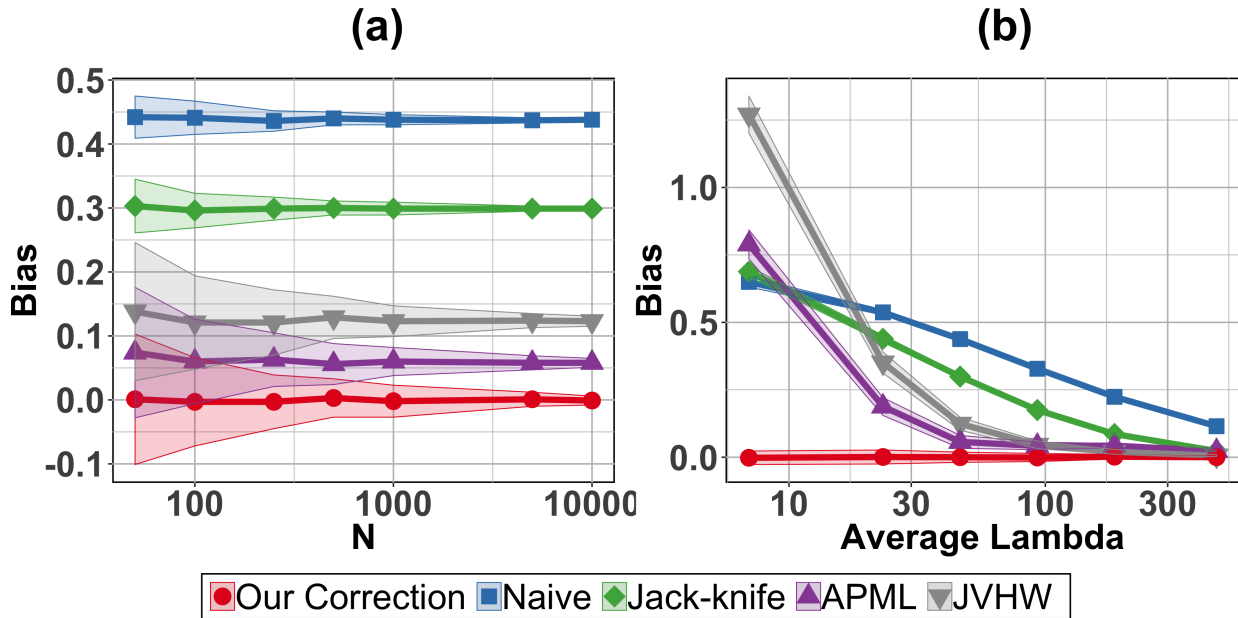 (a)
0.5
0.4
0.3
0.2
0.1
0.0
-0.1
Bias
100 1000 10000
N
(b)
1.0
0.5
0.0
Bias
10 30 100 300
Average Lambda
Our Correction Naive Jack-knife APML JVHW